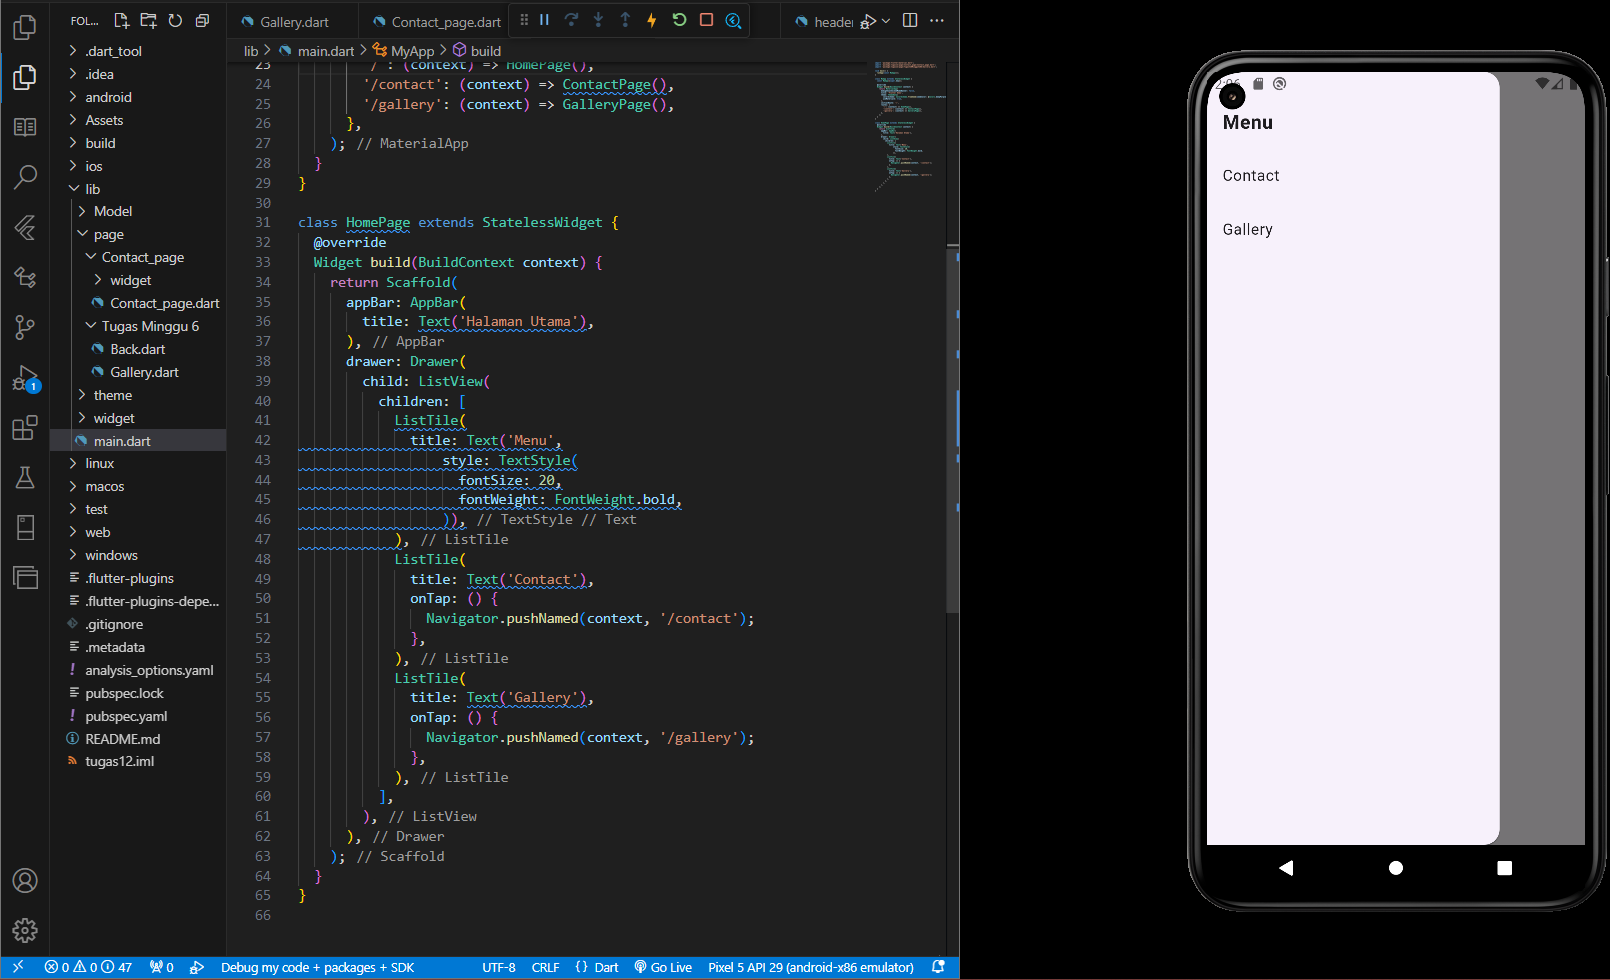 FOL...
.dart_tool
.idea
android
Assets
build
ios
lib
Model
page
Contact_page
widget
Contact_page.dart
Tugas Minggu 6
Back.dart
Gallery.dart
theme
widget
main.dart
linux
macos
test
web
windows
.flutter-plugins
.flutter-plugins-depe...
.gitignore
.metadata
analysis_options.yaml
pubspec.lock
pubspec.yaml
README.md
tugas12.iml
1
Gallery.dart
Contact_page.dart
header
lib > main.dart > MyApp > build
23 '/': (context) => HomePage(),
24 '/contact': (context) => ContactPage(),
25 '/gallery': (context) => GalleryPage(),
26 },
27 ); // MaterialApp
28 }
29 }
30
31 class HomePage extends StatelessWidget {
32 @override
33 Widget build(BuildContext context) {
34 return Scaffold(
35 appBar: AppBar(
36 title: Text('Halaman Utama'),
37 ), // AppBar
38 drawer: Drawer(
39 child: ListView(
40 children: [
41 ListTile(
42 title: Text('Menu',
43 style: TextStyle(
44 fontSize: 20,
45 fontWeight: FontWeight.bold,
46 )), // TextStyle // Text
47 ), // ListTile
48 ListTile(
49 title: Text('Contact'),
50 onTap: () {
51 Navigator.pushNamed(context, '/contact');
52 },
53 ), // ListTile
54 ListTile(
55 title: Text('Gallery'),
56 onTap: () {
57 Navigator.pushNamed(context, '/gallery');
58 },
59 ), // ListTile
60 ],
61 ), // ListView
62 ), // Drawer
63 ); // Scaffold
64 }
65 }
66
0 0 47 0 Debug my code + packages + SDK UTF-8 CRLF {} Dart Go Live Pixel 5 API 29 (android-x86 emulator)
2:06
Menu
Contact
Gallery